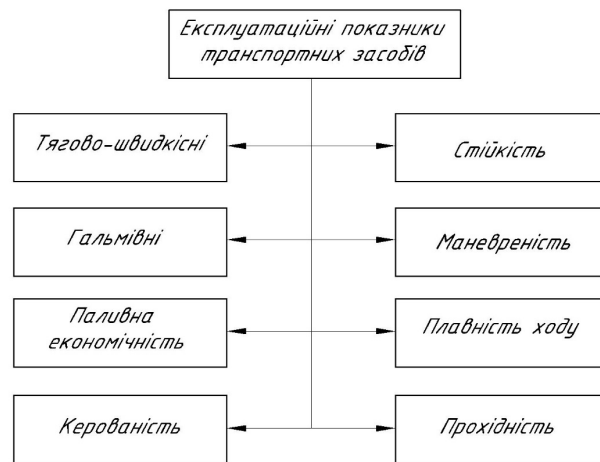 Експлуатаційні показники
транспортних засобів
Тягово-швидкісні
Стійкість
Гальмівні
Маневреність
Паливна
економічність
Плавність ходу
Керованість
Прохідність